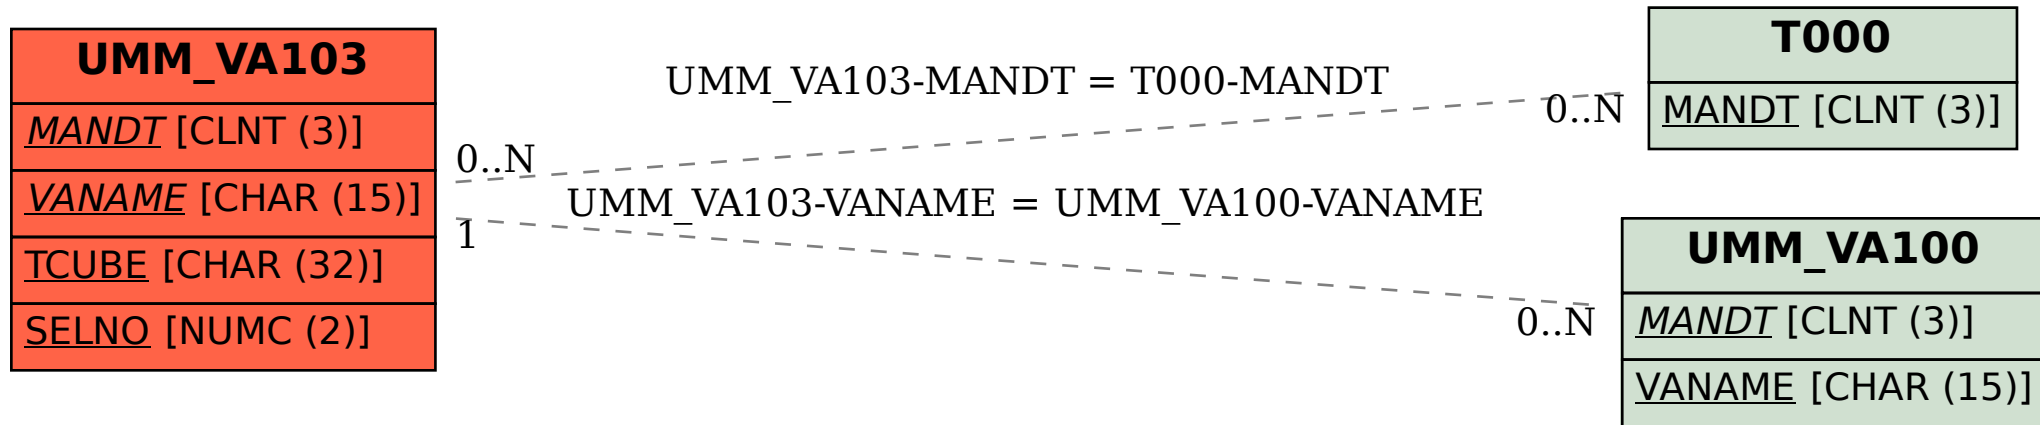 UMM_VA103
MANDT [CLNT (3)]
VANAME [CHAR (15)]
TCUBE [CHAR (32)]
SELNO [NUMC (2)]
UMM_VA103-MANDT = T000-MANDT
0..N
0..N
UMM_VA103-VANAME = UMM_VA100-VANAME
1
0..N
T000
MANDT [CLNT (3)]
UMM_VA100
MANDT [CLNT (3)]
VANAME [CHAR (15)]